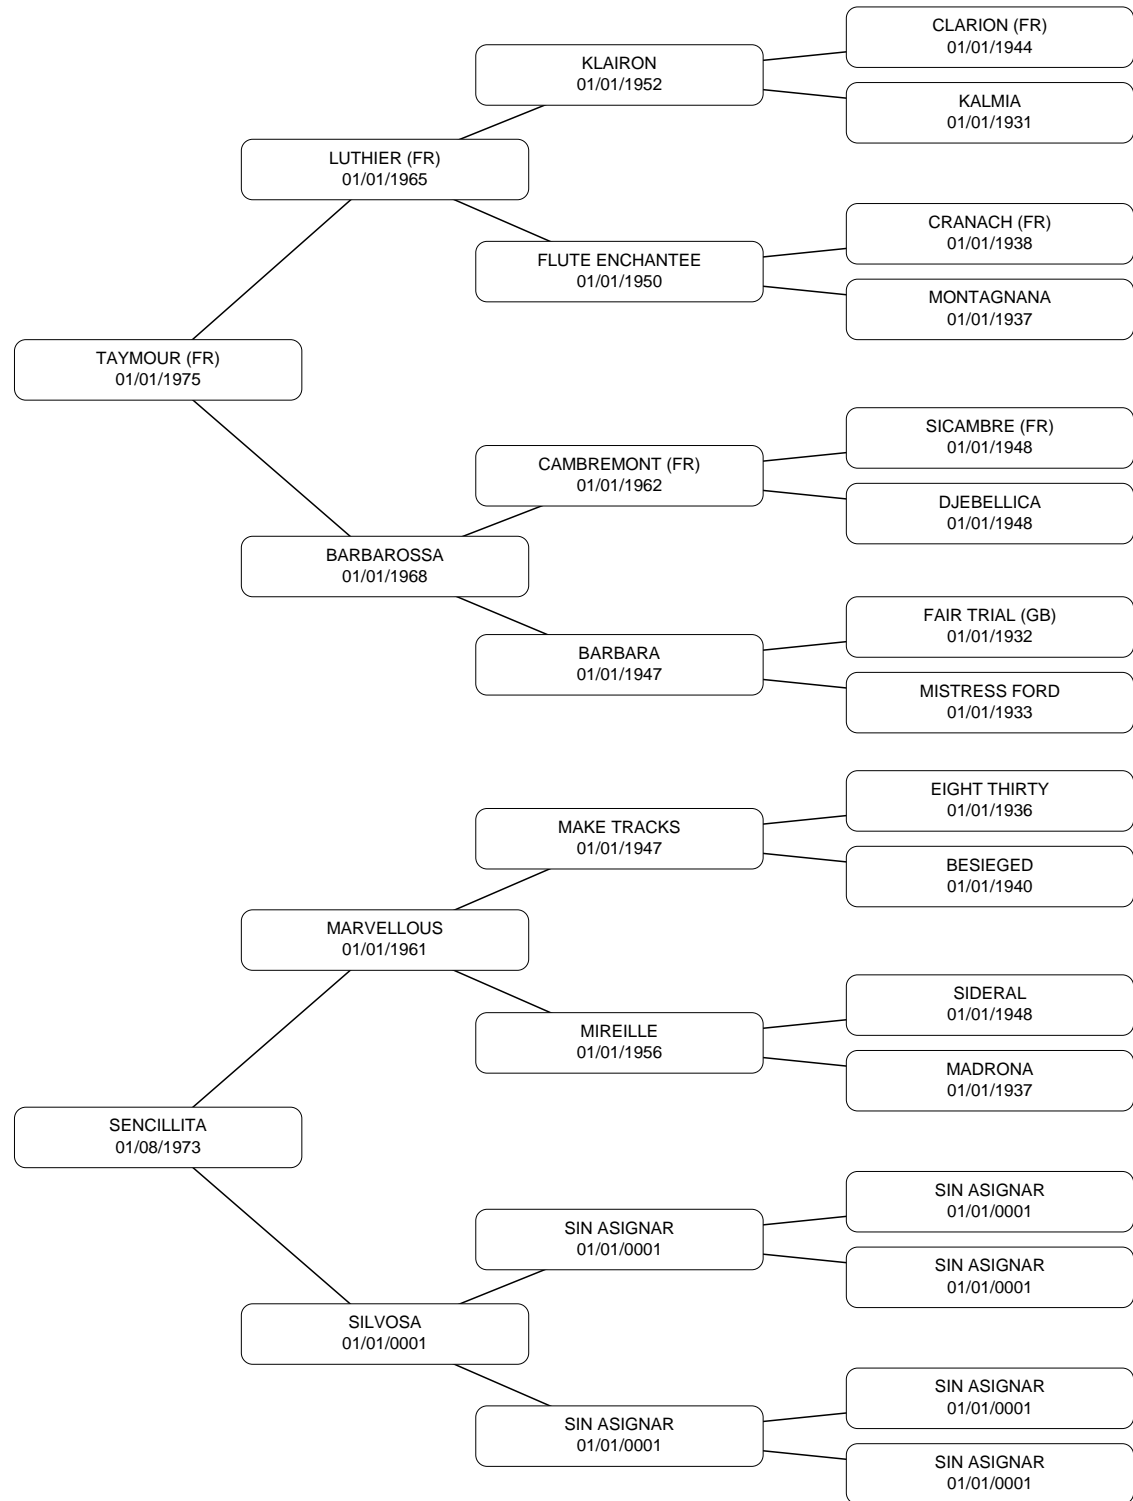 CLARION (FR)
01/01/1944
KLAIRON
01/01/1952
KALMIA
01/01/1931
LUTHIER (FR)
01/01/1965
CRANACH (FR)
01/01/1938
FLUTE ENCHANTEE
01/01/1950
MONTAGNANA
01/01/1937
TAYMOUR (FR)
01/01/1975
SICAMBRE (FR)
01/01/1948
CAMBREMONT (FR)
01/01/1962
DJEBELLICA
01/01/1948
BARBAROSSA
01/01/1968
FAIR TRIAL (GB)
01/01/1932
BARBARA
01/01/1947
MISTRESS FORD
01/01/1933
EIGHT THIRTY
01/01/1936
MAKE TRACKS
01/01/1947
BESIEGED
01/01/1940
MARVELLOUS
01/01/1961
SIDERAL
01/01/1948
MIREILLE
01/01/1956
MADRONA
01/01/1937
SENCILLITA
01/08/1973
SIN ASIGNAR
01/01/0001
SIN ASIGNAR
01/01/0001
SIN ASIGNAR
01/01/0001
SILVOSA
01/01/0001
SIN ASIGNAR
01/01/0001
SIN ASIGNAR
01/01/0001
SIN ASIGNAR
01/01/0001